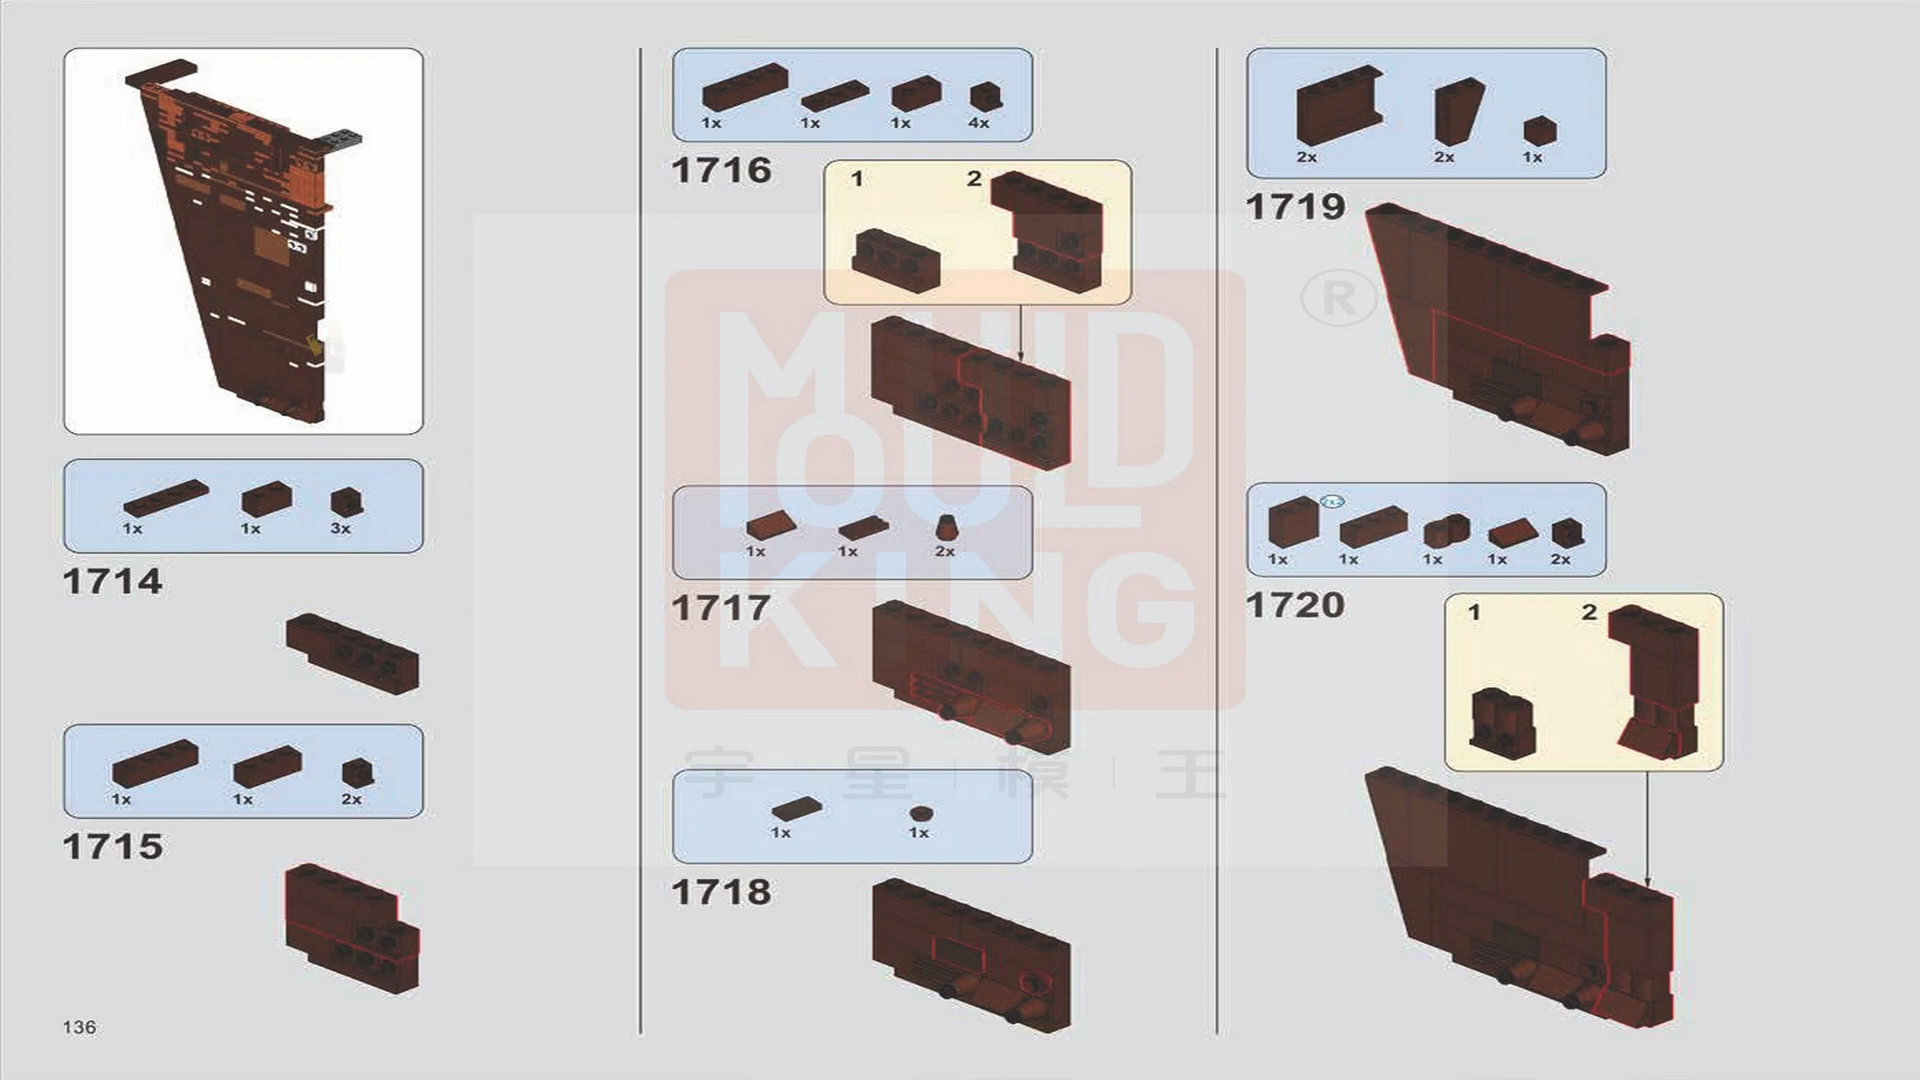 1x 1x 3x
1714
1x 1x 2x
1715
136
1x 1x 1x 4x
1716
1 2
1x 1x 2x
1717
1x 1x
1718
2x 2x 1x
1719
2x2
1x 1x 1x 1x 2x
1720
1 2
MOULD
KING
®
宇星|模|王